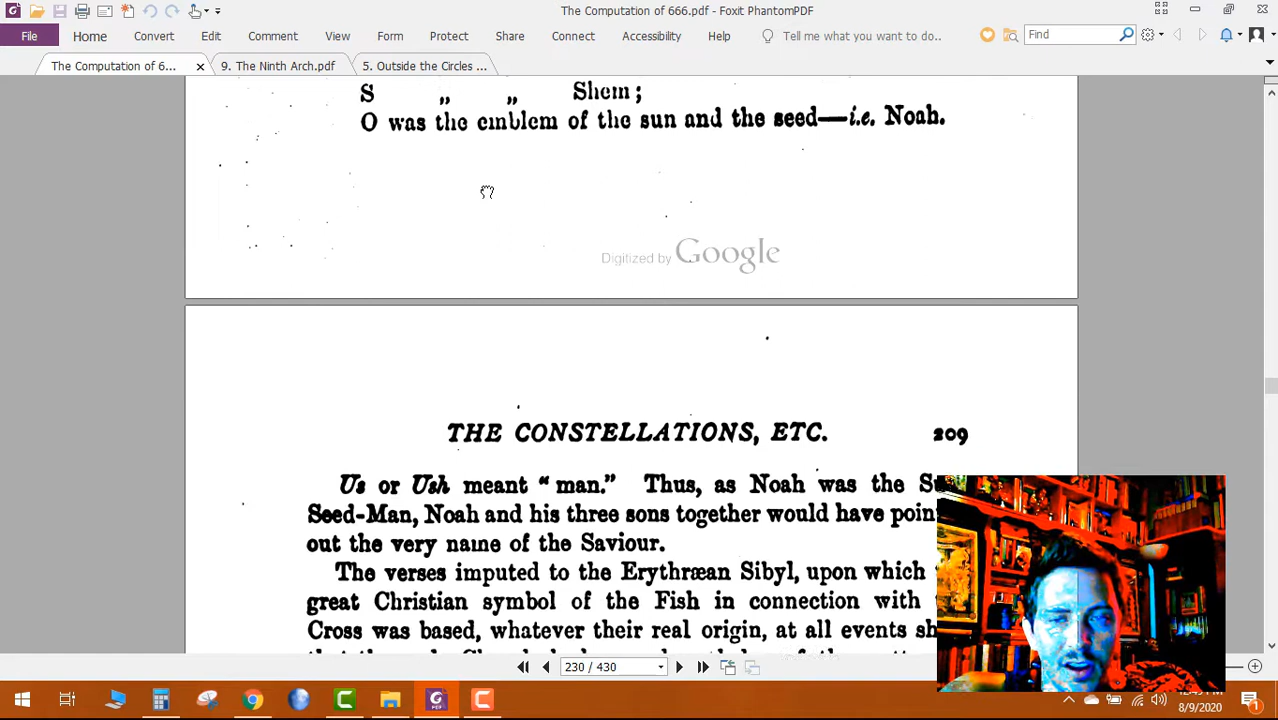 The Computation of 666.pdf - Foxit PhantomPDF
File Home Convert Edit Comment View Form Protect Share Connect Accessibility Help Tell me what you want to do.. Find
The Computation of 6... 9. The Ninth Arch.pdf 5. Outside the Circles ...
S „ „ Shem ;
O was the emblem of the sun and the seed—i.e. Noah.
Digitized by Google
THE CONSTELLATIONS, ETC. 209
Us or Ush meant “ man.” Thus, as Noah was the
Seed-Man, Noah and his three sons together would have
out the very name of the Saviour.
The verses imputed to the Erythræan Sibyl, upon which
great Christian symbol of the Fish in connection with
Cross was based, whatever their real origin, at all events
230 / 430
8/9/2020